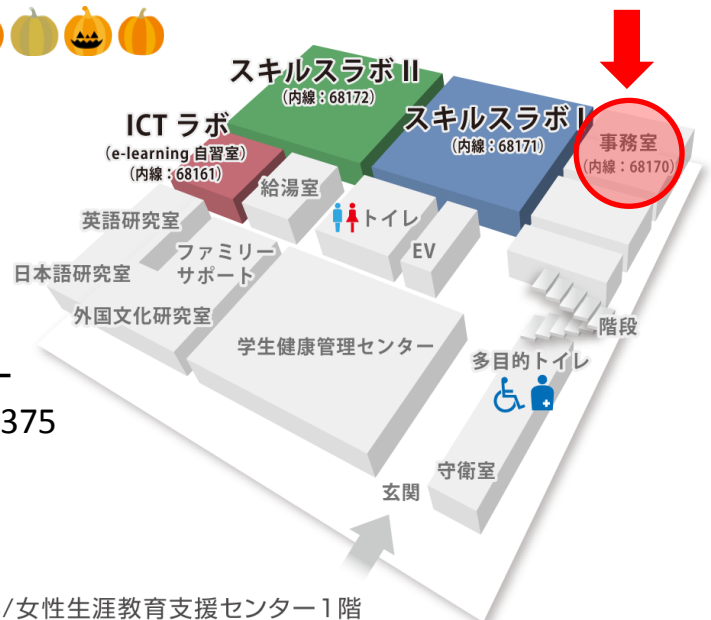 スキルスラボⅡ
(内線：68172)
スキルスラボⅠ
(内線：68171)
事務室
(内線：68170)
ICT ラボ
(e-learning 自習室)
(内線：68161)
給湯室
トイレ
EV
英語研究室
ファミリー
サポート
日本語研究室
外国文化研究室
学生健康管理センター
階段
多目的トイレ
375
守衛室
玄関
/女性生涯教育支援センター1階